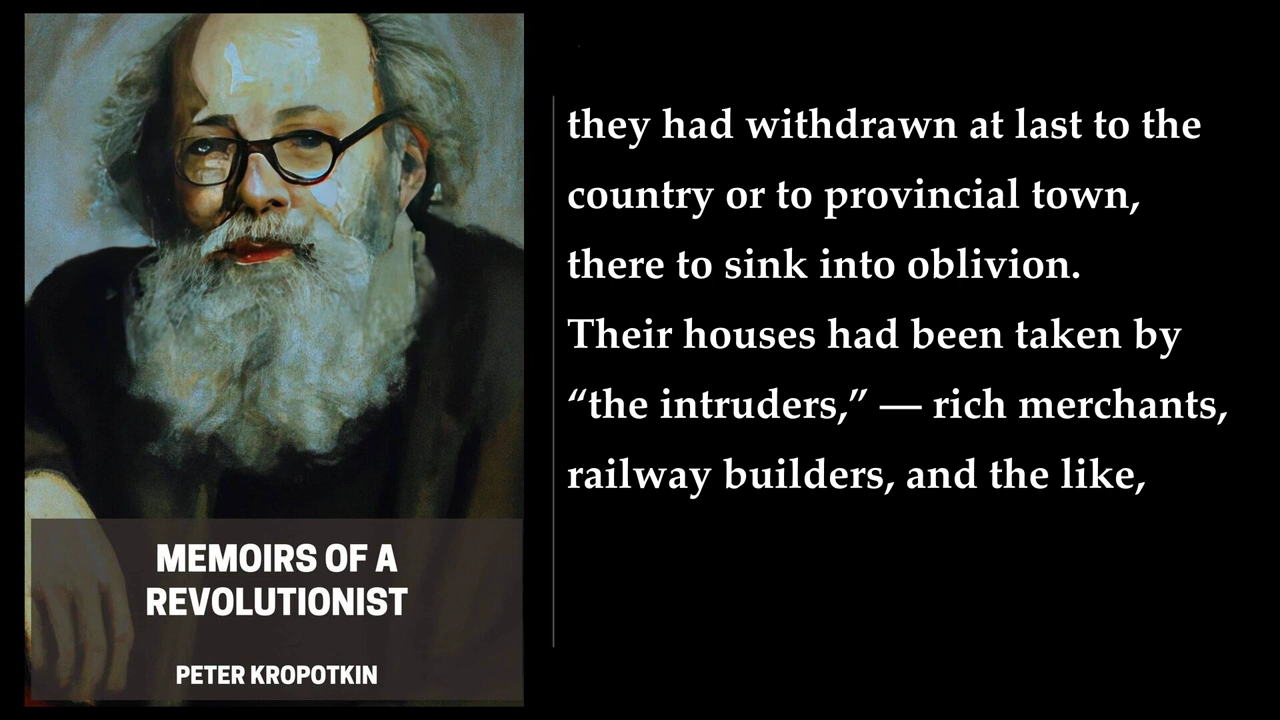 MEMOIRS OF A
REVOLUTIONIST
PETER KROPOTKIN
they had withdrawn at last to the
country or to provincial town,
there to sink into oblivion.
Their houses had been taken by
“the intruders,” — rich merchants,
railway builders, and the like,